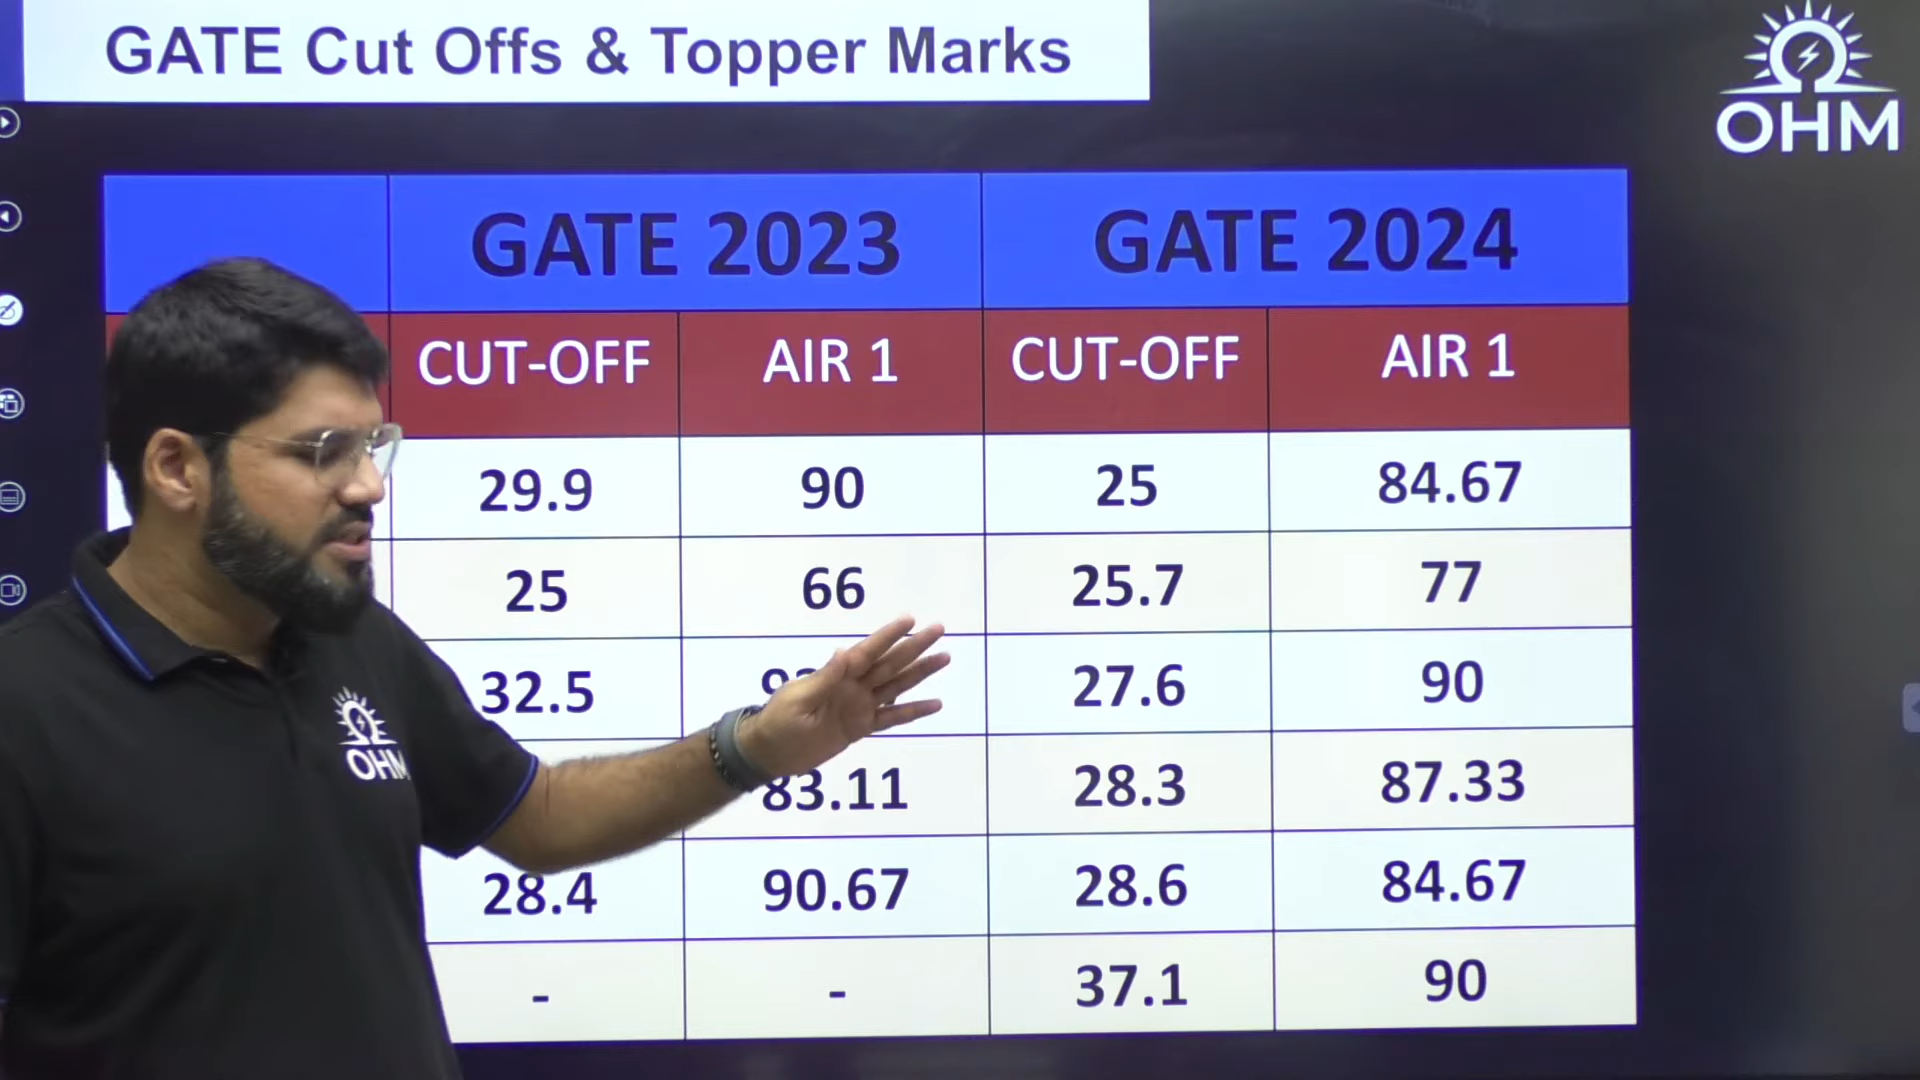 GATE Cut Offs & Topper Marks
OHM
GATE 2023 GATE 2024
CUT-OFF AIR 1 CUT-OFF AIR 1
29.9 90 25 84.67
25 66 25.7 77
32.5 27.6 90
83.11 28.3 87.33
28.4 90.67 28.6 84.67
- - 37.1 90
OHM